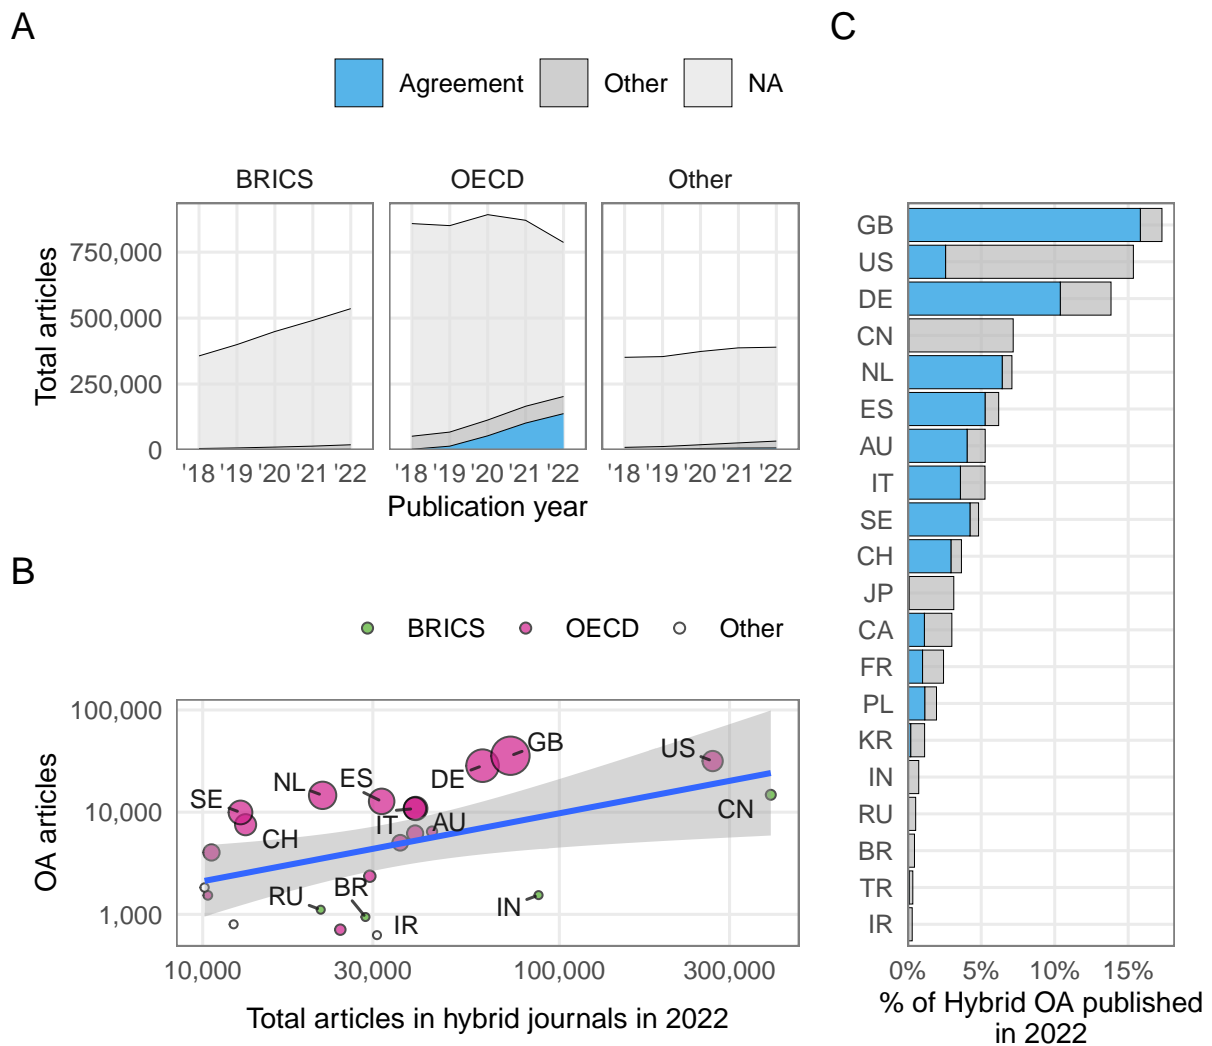 A
Agreement Other NA
BRICS OECD Other
Total articles
750,000
500,000
250,000
0
'18 '19 '20 '21 '22 '18 '19 '20 '21 '22 '18 '19 '20 '21 '22
Publication year
B
BRICS OECD Other
OA articles
100,000
10,000
1,000
GB
US
DE
NL
ES
SE
CN
IT
AU
CH
BR
RU
IN
IR
10,000 30,000 100,000 300,000
Total articles in hybrid journals in 2022
C
GB
US
DE
CN
NL
ES
AU
IT
SE
CH
JP
CA
FR
PL
KR
IN
RU
BR
TR
IR
0% 5% 10% 15%
% of Hybrid OA published
in 2022